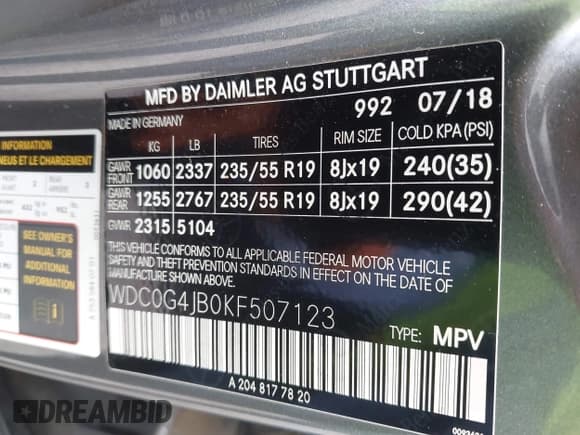 MFD BY DAIMLER AG STUTTGART
MADE IN GERMANY 992 07/18
KG LB TIRES RIM SIZE COLD KPA (PSI)
GAWR FRONT 1060 2337 235/55 R19 8Jx19 240(35)
GAWR REAR 1255 2767 235/55 R19 8Jx19 290(42)
GVWR 2315 5104
THIS VEHICLE CONFORMS TO ALL APPLICABLE FEDERAL MOTOR VEHICLE
SAFETY AND THEFT PREVENTION STANDARDS IN EFFECT ON THE DATE OF
MANUFACTURE SHOWN ABOVE.
WDC0G4JB0KF507123
TYPE: MPV
A 204 817 78 20
INFORMATION
SEE OWNER'S
MANUAL FOR
ADDITIONAL
INFORMATION
DREAMBID